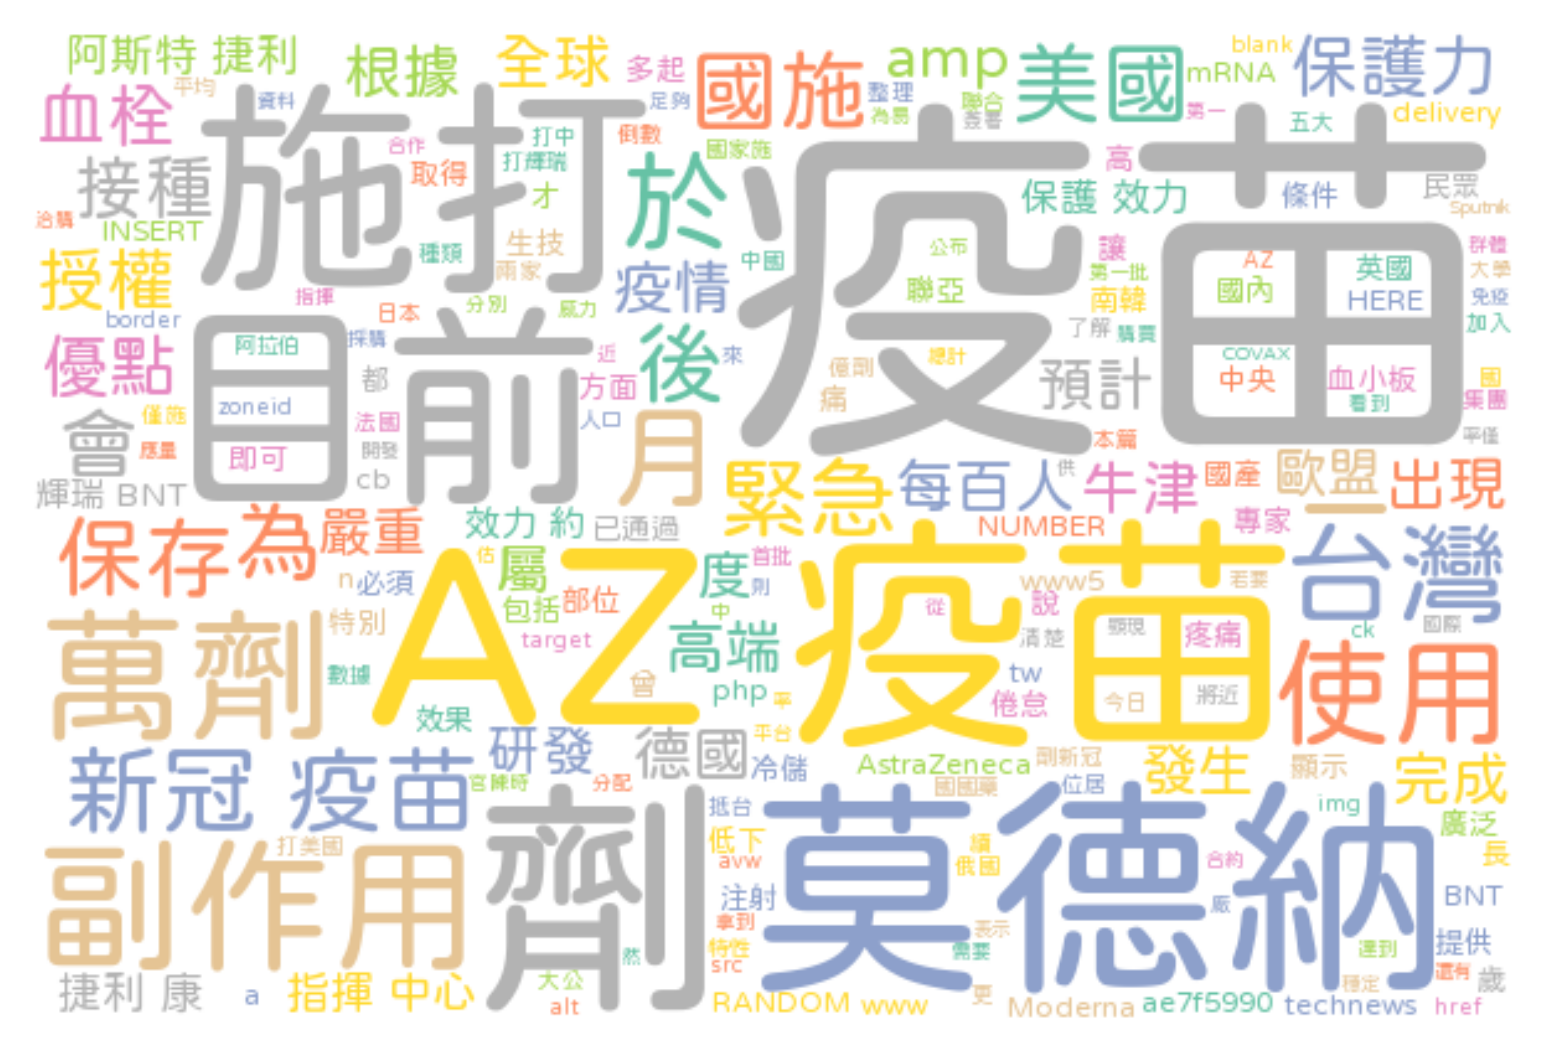 阿斯特 捷利
根據
全球
多起
國施
amp
美國
mRNA
blank
保護力
血栓
平均
資料
施打
足夠
整理
為易
聯合
簽署
第一
五大
delivery
合作
打中
倒數
國家施
疫苗
高
接種
取得
打輝瑞
才
於
保護 效力
條件
民眾
Sputnik
洽購
INSERT
種類
生技
兩家
疫情
中國
公布
讓
AZ
英國
群體
授權
指揮
聯亞
第一批
國內
HERE
大學
免疫
border
日本
分別
威力
南韓
了解
購買
加入
優點
目前
阿拉伯
採購
近
後
來
億劑
總計
預計
COVAX
中央
血小板
看到
國
集團
都
方面
痛
僅施
zoneid
法國
人口
月
本篇
平僅
會
應量
即可
開發
cb
緊急
每百人
供
牛津
國產
歐盟
出現
輝瑞 BNT
保存
為
嚴重
效力 約
已通過
NUMBER
專家
台灣
AZ 疫苗
估
屬
度
首批
則
www5
若要
n
必須
包括
部位
中
從
說
顯現
疼痛
ck
國際
萬劑
特別
target
高端
清楚
使用
數據
曾
php
平
tw
倦怠
今日
將近
效果
新冠 疫苗
研發
德國
平台
冷儲
AstraZeneca
劑新冠
發生
顯示
完成
官陳時
分配
國國藥
位居
副作用
打美國
劑
抵台
莫德納
img
廣泛
低下
avw
續
俄國
合約
長
注射
廠
BNT
拿到
表示
特性
需要
達到
提供
src
然
還有
捷利 康
a
指揮 中心
大公
alt
RANDOM
www
更
Moderna
ae7f5990
穩定
technews
歲
href